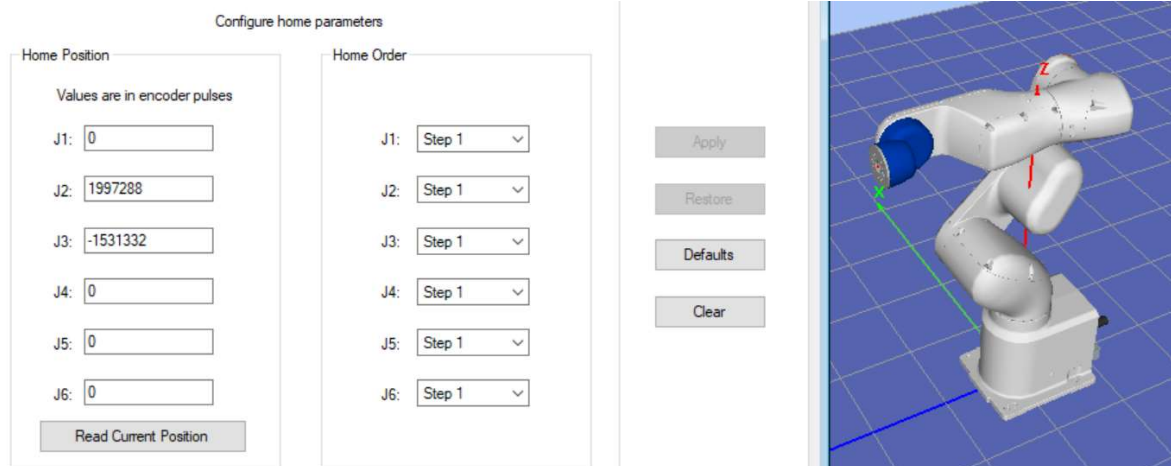 Configure home parameters
Home Position
Values are in encoder pulses
J1: 0
J2: 1997288
J3: -1531332
J4: 0
J5: 0
J6: 0
Read Current Position
Home Order
J1: Step 1
J2: Step 1
J3: Step 1
J4: Step 1
J5: Step 1
J6: Step 1
Apply
Restore
Defaults
Clear
Z
X